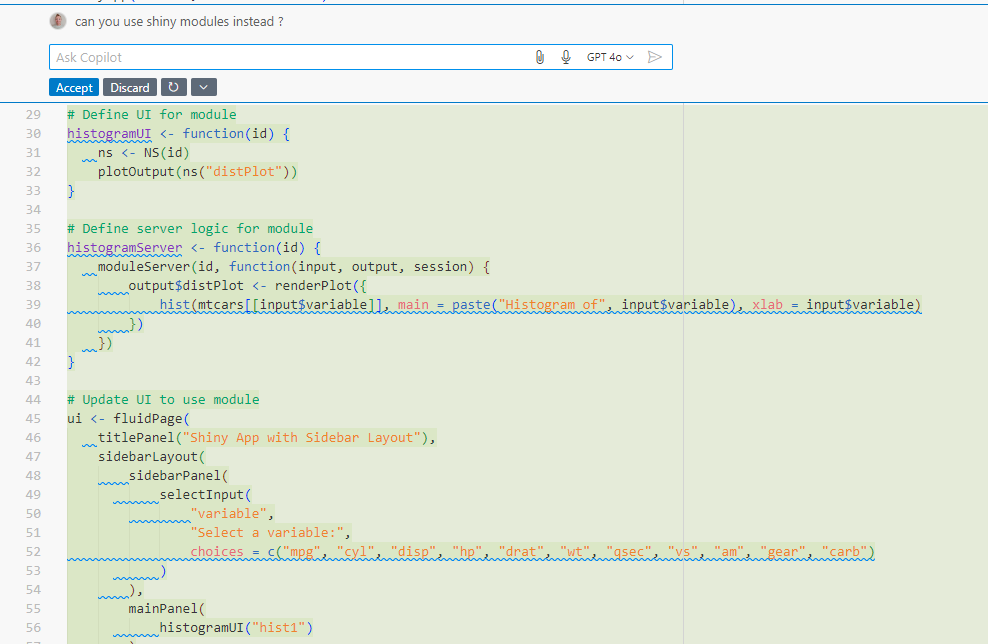 can you use shiny modules instead ?
Ask Copilot
GPT 4o
Accept
Discard
29 # Define UI for module
30 histogramUI <- function(id) {
31 ns <- NS(id)
32 plotOutput(ns("distPlot"))
33 }
34
35 # Define server logic for module
36 histogramServer <- function(id) {
37 moduleServer(id, function(input, output, session) {
38 output$distPlot <- renderPlot({
39 hist(mtcars[[input$variable]], main = paste("Histogram of", input$variable), xlab = input$variable)
40 })
41 })
42 }
43
44 # Update UI to use module
45 ui <- fluidPage(
46 titlePanel("Shiny App with Sidebar Layout"),
47 sidebarLayout(
48 sidebarPanel(
49 selectInput(
50 "variable",
51 "Select a variable:",
52 choices = c("mpg", "cyl", "disp", "hp", "drat", "wt", "qsec", "vs", "am", "gear", "carb")
53 )
54 ),
55 mainPanel(
56 histogramUI("hist1")